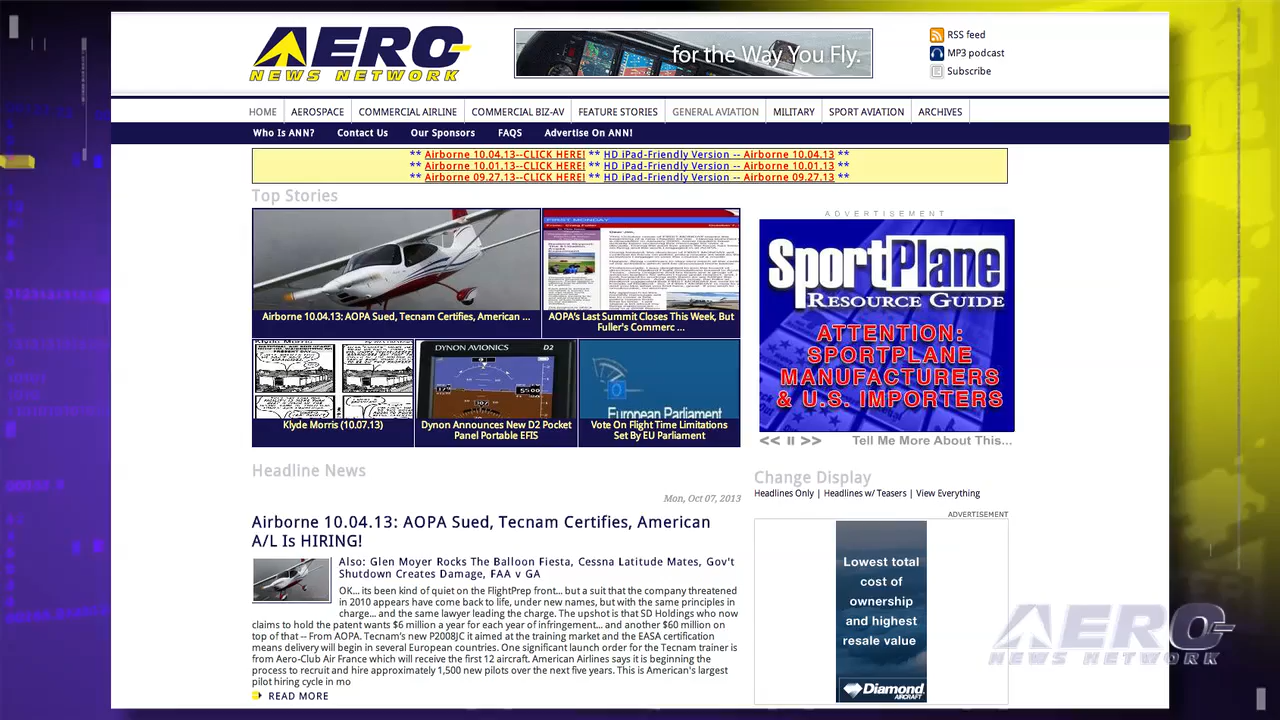 AERO
NEWS NETWORK
for the Way You Fly.
RSS feed
MP3 podcast
Subscribe
HOME
AEROSPACE
COMMERCIAL AIRLINE
COMMERCIAL BIZ-AV
FEATURE STORIES
GENERAL AVIATION
MILITARY
SPORT AVIATION
ARCHIVES
Who Is ANN?
Contact Us
Our Sponsors
FAQS
Advertise On ANN!
** Airborne 10.04.13--CLICK HERE! ** HD iPad-Friendly Version -- Airborne 10.04.13 **
** Airborne 10.01.13--CLICK HERE! ** HD iPad-Friendly Version -- Airborne 10.01.13 **
** Airborne 09.27.13--CLICK HERE! ** HD iPad-Friendly Version -- Airborne 09.27.13 **
Top Stories
FIRST MONDAY
Airborne 10.04.13: AOPA Sued, Tecnam Certifies, American ...
AOPA's Last Summit Closes This Week, But
Fuller's Commerc ...
Klyde Morris (10.07.13)
DYNON AVIONICS
D2
Dynon Announces New D2 Pocket
Panel Portable EFIS
European Parliament
Vote On Flight Time Limitations
Set By EU Parliament
ADVERTISEMENT
SportPlane
RESOURCE GUIDE
ATTENTION:
SPORTPLANE
MANUFACTURERS
& U.S. IMPORTERS
<< II >>
Tell Me More About This...
Headline News
Mon, Oct 07, 2013
Airborne 10.04.13: AOPA Sued, Tecnam Certifies, American
A/L Is HIRING!
Also: Glen Moyer Rocks The Balloon Fiesta, Cessna Latitude Mates, Gov't
Shutdown Creates Damage, FAA v GA
OK... its been kind of quiet on the FlightPrep front... but a suit that the company threatened
in 2010 appears have come back to life, under new names, but with the same principles in
charge... and the same lawyer leading the charge. The upshot is that SD Holdings who now
claims to hold the patent wants $6 million a year for each year of infringement... and another $60 million on
top of that -- From AOPA. Tecnam's new P2008JC it aimed at the training market and the EASA certification
means delivery will begin in several European countries. One significant launch order for the Tecnam trainer is
from Aero-Club Air France which will receive the first 12 aircraft. American Airlines says it is beginning the
process to recruit and hire approximately 1,500 new pilots over the next five years. This is American's largest
pilot hiring cycle in mo
READ MORE
Change Display
Headlines Only | Headlines w/ Teasers | View Everything
ADVERTISEMENT
Lowest total
cost of
ownership
and highest
resale value
Diamond
AIRCRAFT
AERO
NEWS NETWORK